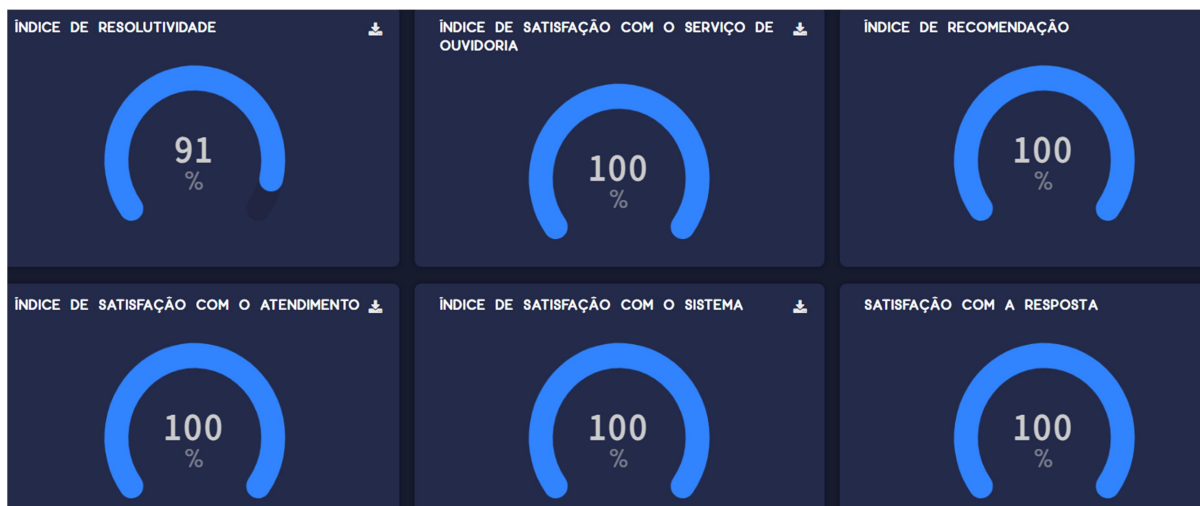 ÍNDICE DE RESOLUTIVIDADE
91
%
ÍNDICE DE SATISFAÇÃO COM O SERVIÇO DE
OUVIDORIA
100
%
ÍNDICE DE RECOMENDAÇÃO
100
%
ÍNDICE DE SATISFAÇÃO COM O ATENDIMENTO
100
%
ÍNDICE DE SATISFAÇÃO COM O SISTEMA
100
%
SATISFAÇÃO COM A RESPOSTA
100
%